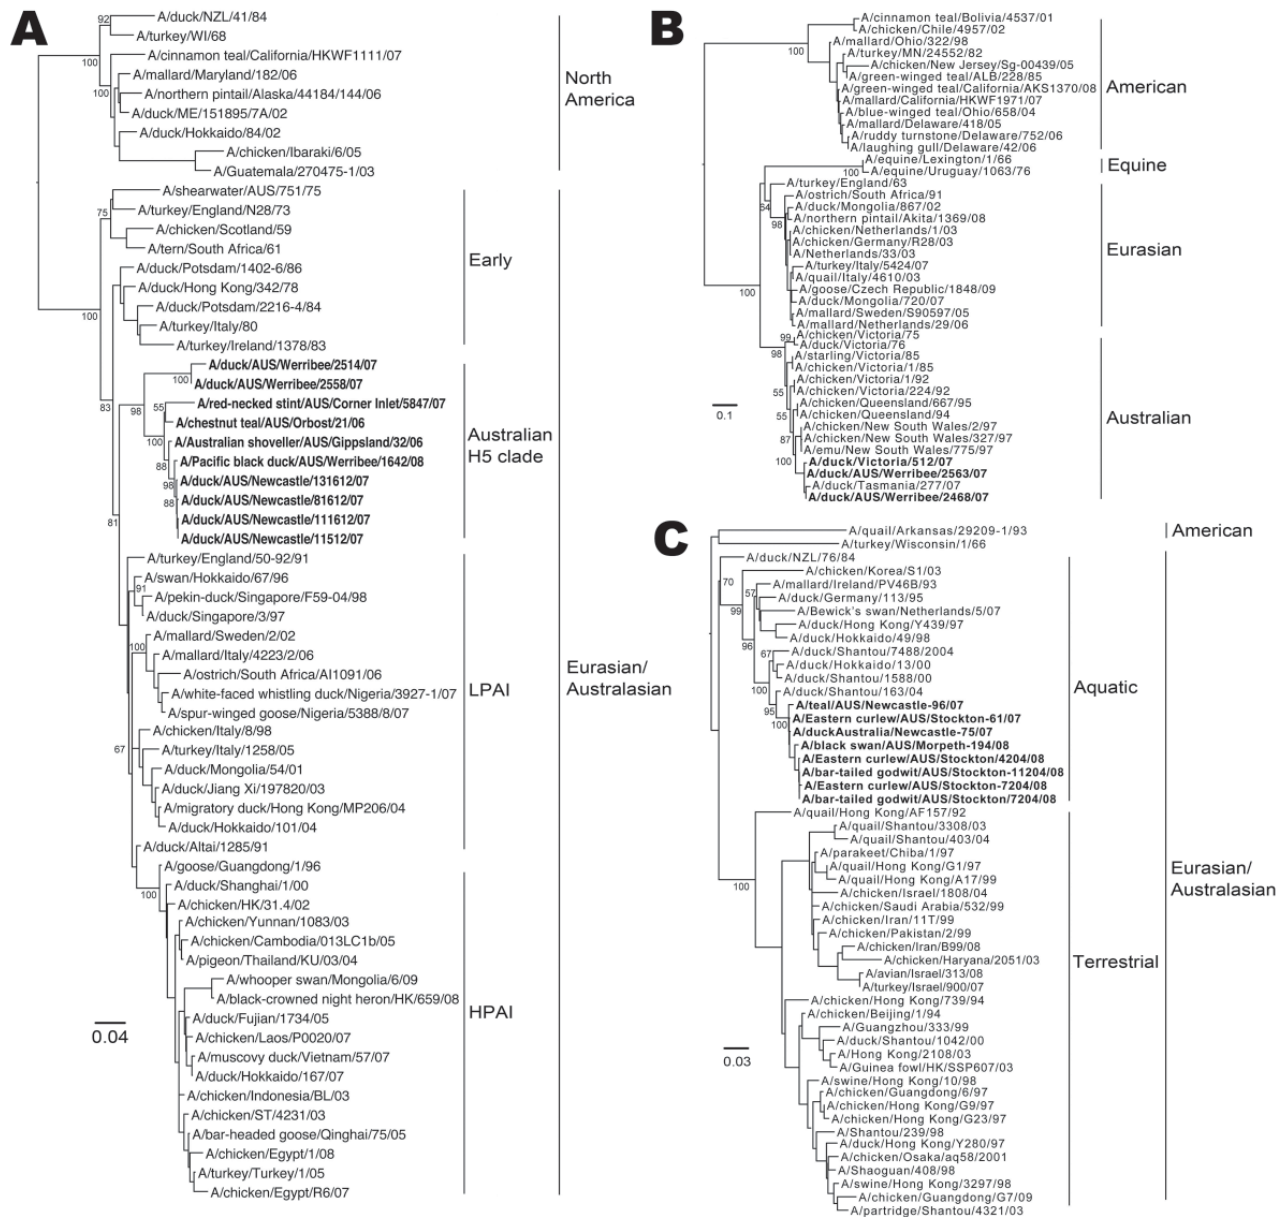 A
92
A/duck/NZL/41/84
A/turkey/WI/68
100
A/cinnamon teal/California/HKWF1111/07
A/mallard/Maryland/182/06
100
A/northern pintail/Alaska/44184/144/06
A/duck/ME/151895/7A/02
A/duck/Hokkaido/84/02
A/chicken/Ibaraki/6/05
A/Guatemala/270475-1/03
North
America
A/shearwater/AUS/751/75
75
A/turkey/England/N28/73
A/chicken/Scotland/59
A/tern/South Africa/61
A/duck/Potsdam/1402-6/86
A/duck/Hong Kong/342/78
A/duck/Potsdam/2216-4/84
100
A/turkey/Italy/80
A/turkey/Ireland/1378/83
Early
A/duck/AUS/Werribee/2514/07
100
A/duck/AUS/Werribee/2558/07
83
98
55
A/red-necked stint/AUS/Corner Inlet/5847/07
A/chestnut teal/AUS/Orbost/21/06
100
A/Australian shoveller/AUS/Gippsland/32/06
88
A/Pacific black duck/AUS/Werribee/1642/08
98
A/duck/AUS/Newcastle/131612/07
88
A/duck/AUS/Newcastle/81612/07
81
A/duck/AUS/Newcastle/111612/07
A/duck/AUS/Newcastle/11512/07
Australian
H5 clade
A/turkey/England/50-92/91
A/swan/Hokkaido/67/96
91
A/pekin-duck/Singapore/F59-04/98
A/duck/Singapore/3/97
A/mallard/Sweden/2/02
100
A/mallard/Italy/4223/2/06
A/ostrich/South Africa/AI1091/06
A/white-faced whistling duck/Nigeria/3927-1/07
A/spur-winged goose/Nigeria/5388/8/07
A/chicken/Italy/8/98
67
A/turkey/Italy/1258/05
A/duck/Mongolia/54/01
A/duck/Jiang Xi/197820/03
A/migratory duck/Hong Kong/MP206/04
A/duck/Hokkaido/101/04
A/duck/Altai/1285/91
LPAI
Eurasian/
Australasian
A/goose/Guangdong/1/96
A/duck/Shanghai/1/00
100
A/chicken/HK/31.4/02
A/chicken/Yunnan/1083/03
A/chicken/Cambodia/013LC1b/05
A/pigeon/Thailand/KU/03/04
A/whooper swan/Mongolia/6/09
A/black-crowned night heron/HK/659/08
A/duck/Fujian/1734/05
A/chicken/Laos/P0020/07
A/muscovy duck/Vietnam/57/07
A/duck/Hokkaido/167/07
A/chicken/Indonesia/BL/03
A/chicken/ST/4231/03
A/bar-headed goose/Qinghai/75/05
A/chicken/Egypt/1/08
A/turkey/Turkey/1/05
A/chicken/Egypt/R6/07
HPAI
0.04
B
A/cinnamon teal/Bolivia/4537/01
A/chicken/Chile/4957/02
A/mallard/Ohio/322/98
100
A/turkey/MN/24552/82
A/chicken/New Jersey/Sg-00439/05
A/green-winged teal/ALB/228/85
A/green-winged teal/California/AKS1370/08
A/mallard/California/HKWF1971/07
A/blue-winged teal/Ohio/658/04
A/mallard/Delaware/418/05
A/ruddy turnstone/Delaware/752/06
A/laughing gull/Delaware/42/06
American
A/equine/Lexington/1/66
100
A/equine/Uruguay/1063/76
Equine
A/turkey/England/63
A/ostrich/South Africa/91
64
A/duck/Mongolia/867/02
A/northern pintail/Akita/1369/08
98
A/chicken/Netherlands/1/03
A/chicken/Germany/R28/03
A/Netherlands/33/03
A/turkey/Italy/5424/07
A/quail/Italy/4610/03
100
A/goose/Czech Republic/1848/09
A/duck/Mongolia/720/07
A/mallard/Sweden/S90597/05
A/mallard/Netherlands/29/06
Eurasian
A/chicken/Victoria/75
99
A/duck/Victoria/76
98
A/starling/Victoria/85
A/chicken/Victoria/1/85
A/chicken/Victoria/1/92
55
A/chicken/Victoria/224/92
A/chicken/Queensland/667/95
55
A/chicken/Queensland/94
A/chicken/New South Wales/2/97
87
A/chicken/New South Wales/327/97
A/emu/New South Wales/775/97
100
A/duck/Victoria/512/07
A/duck/AUS/Werribee/2563/07
A/duck/Tasmania/277/07
A/duck/AUS/Werribee/2468/07
Australian
0.1
C
A/quail/Arkansas/29209-1/93
A/turkey/Wisconsin/1/66
American
A/duck/NZL/76/84
A/chicken/Korea/S1/03
70
A/mallard/Ireland/PV46B/93
57
A/duck/Germany/113/95
99
A/Bewick's swan/Netherlands/5/07
A/duck/Hong Kong/Y439/97
A/duck/Hokkaido/49/98
96
67
A/duck/Shantou/7488/2004
A/duck/Hokkaido/13/00
A/duck/Shantou/1588/00
100
A/duck/Shantou/163/04
95
A/teal/AUS/Newcastle-96/07
A/Eastern curlew/AUS/Stockton-61/07
100
A/duckAustralia/Newcastle-75/07
A/black swan/AUS/Morpeth-194/08
A/Eastern curlew/AUS/Stockton/4204/08
A/bar-tailed godwit/AUS/Stockton-11204/08
A/Eastern curlew/AUS/Stockton-7204/08
A/bar-tailed godwit/AUS/Stockton/7204/08
Aquatic
A/quail/Hong Kong/AF157/92
A/quail/Shantou/3308/03
A/quail/Shantou/403/04
A/parakeet/Chiba/1/97
A/quail/Hong Kong/G1/97
100
A/quail/Hong Kong/A17/99
A/chicken/Israel/1808/04
A/chicken/Saudi Arabia/532/99
A/chicken/Iran/11T/99
A/chicken/Pakistan/2/99
A/chicken/Iran/B99/08
A/chicken/Haryana/2051/03
A/avian/Israel/313/08
A/turkey/Israel/900/07
A/chicken/Hong Kong/739/94
A/chicken/Beijing/1/94
A/Guangzhou/333/99
A/duck/Shantou/1042/00
A/Hong Kong/2108/03
A/Guinea fowl/HK/SSP607/03
A/swine/Hong Kong/10/98
A/chicken/Guangdong/6/97
A/chicken/Hong Kong/G9/97
A/chicken/Hong Kong/G23/97
A/Shantou/239/98
A/duck/Hong Kong/Y280/97
A/chicken/Osaka/aq58/2001
A/Shaoguan/408/98
A/swine/Hong Kong/3297/98
A/chicken/Guangdong/G7/09
A/partridge/Shantou/4321/03
Terrestrial
Eurasian/
Australasian
0.03